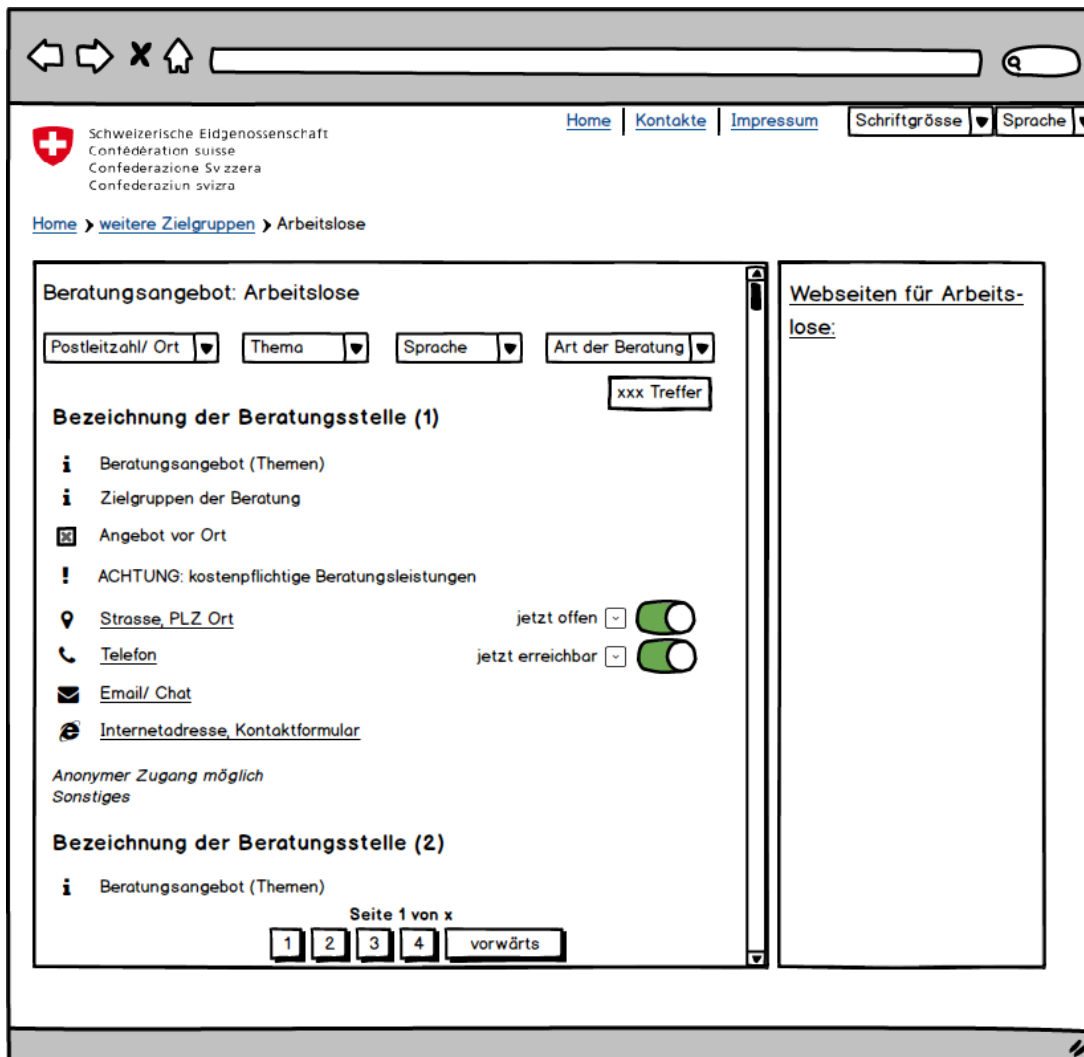 Schweizerische Eidgenossenschaft
Confédération suisse
Confederazione Svizzera
Confederaziun svizra
Home Kontakte Impressum Schriftgrösse Sprache
Home weitere Zielgruppen Arbeitslose
Beratungsangebot: Arbeitslose
Postleitzahl/ Ort Thema Sprache Art der Beratung
xxx Treffer
Bezeichnung der Beratungsstelle (1)
i Beratungsangebot (Themen)
i Zielgruppen der Beratung
Angebot vor Ort
! ACHTUNG: kostenpflichtige Beratungsleistungen
Strasse, PLZ Ort jetzt offen
Telefon jetzt erreichbar
Email/ Chat
Internetadresse, Kontaktformular
Anonymer Zugang möglich
Sonstiges
Bezeichnung der Beratungsstelle (2)
i Beratungsangebot (Themen)
Seite 1 von x
1 2 3 4 vorwärts
Webseiten für Arbeits-
lose: